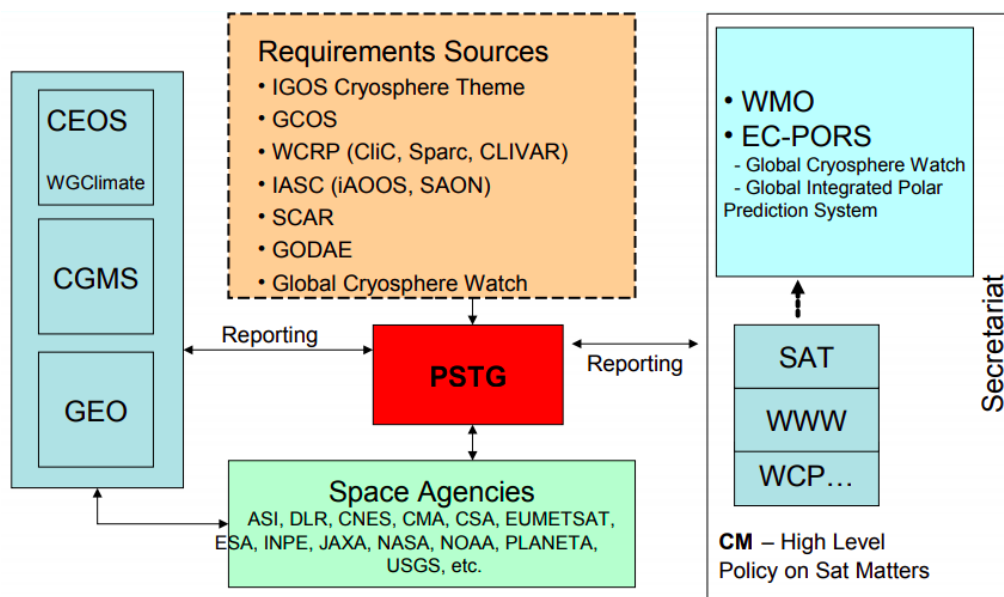 Requirements Sources
• IGOS Cryosphere Theme
• GCOS
• WCRP (CliC, Sparc, CLIVAR)
• IASC (iAOOS, SAON)
• SCAR
• GODAE
• Global Cryosphere Watch
CEOS
WGClimate
CGMS
GEO
Reporting
PSTG
Reporting
Space Agencies
ASI, DLR, CNES, CMA, CSA, EUMETSAT,
ESA, INPE, JAXA, NASA, NOAA, PLANETA,
USGS, etc.
• WMO
• EC-PORS
- Global Cryosphere Watch
- Global Integrated Polar
Prediction System
SAT
WWW
WCP…
Secretariat
CM – High Level
Policy on Sat Matters